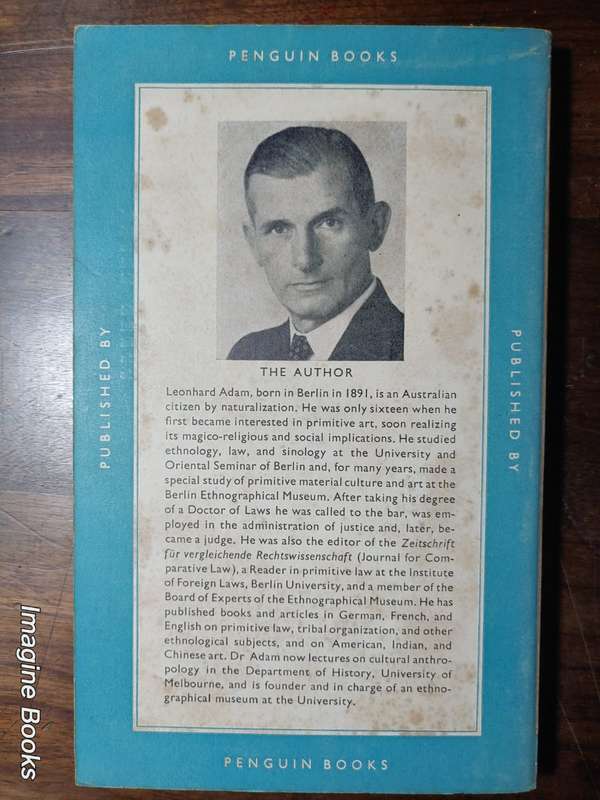 PENGUIN BOOKS
PUBLISHED BY
PUBLISHED BY
THE AUTHOR
Leonhard Adam, born in Berlin in 1891, is an Australian
citizen by naturalization. He was only sixteen when he
first became interested in primitive art, soon realizing
its magico-religious and social implications. He studied
ethnology, law, and sinology at the University and
Oriental Seminar of Berlin and, for many years, made a
special study of primitive material culture and art at the
Berlin Ethnographical Museum. After taking his degree
of a Doctor of Laws he was called to the bar, was em-
ployed in the administration of justice and, later, be-
came a judge. He was also the editor of the Zeitschrift
für vergleichende Rechtswissenschaft (Journal for Com-
parative Law), a Reader in primitive law at the Institute
of Foreign Laws, Berlin University, and a member of the
Board of Experts of the Ethnographical Museum. He has
published books and articles in German, French, and
English on primitive law, tribal organization, and other
ethnological subjects, and on American, Indian, and
Chinese art. Dr Adam now lectures on cultural anthro-
pology in the Department of History, University of
Melbourne, and is founder and in charge of an ethno-
graphical museum at the University.
PENGUIN BOOKS
Imagine Books